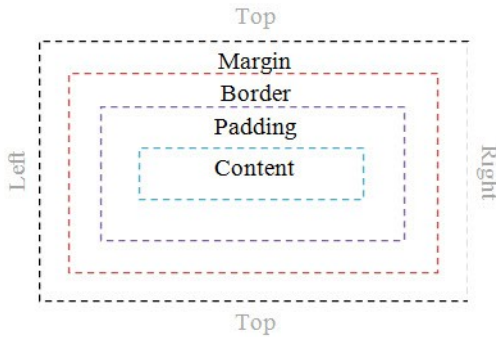 Top
Margin
Border
Padding
Content
Left
Right
Top